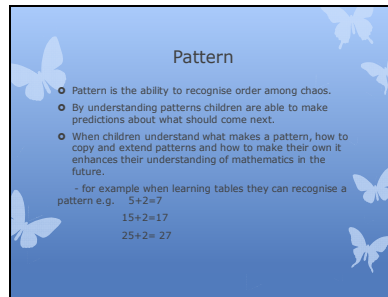 Pattern
Pattern is the ability to recognise order among chaos.
By understanding patterns children are able to make
predictions about what should come next.
When children understand what makes a pattern, how to
copy and extend patterns and how to make their own it
enhances their understanding of mathematics in the
future.
- for example when learning tables they can recognise a
pattern e.g. 5+2=7
15+2=17
25+2= 27